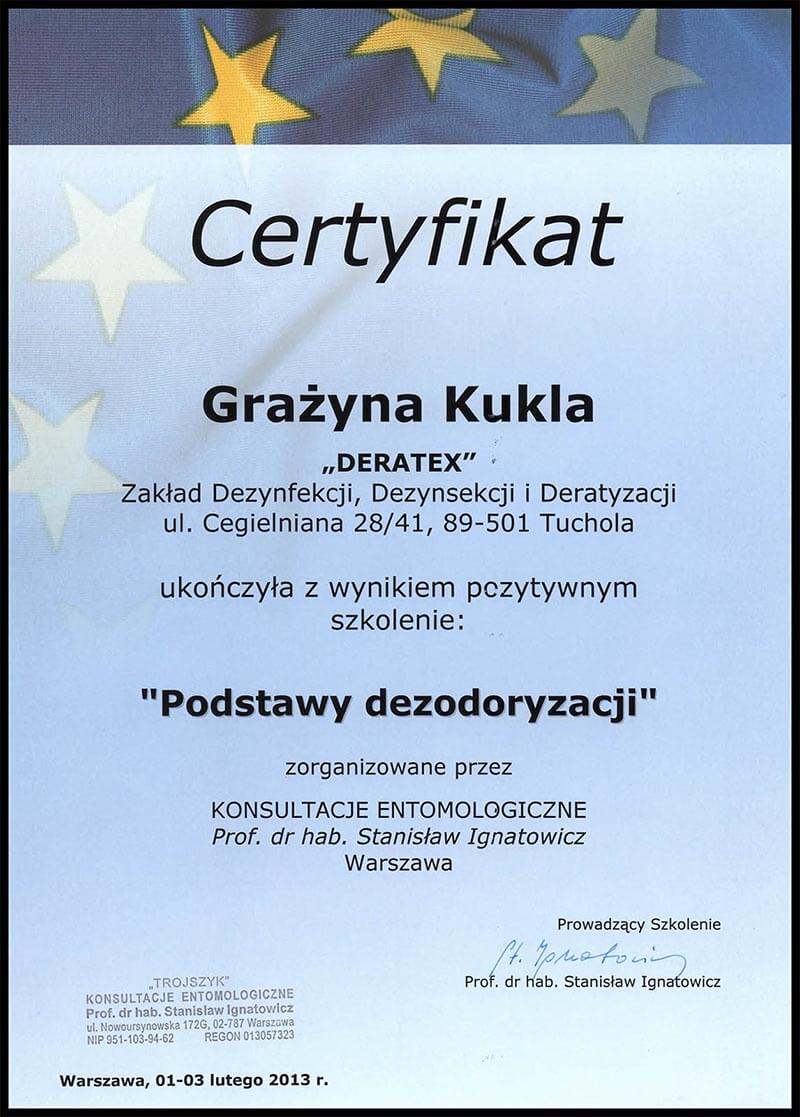 Certyfikat
Grażyna Kukla
„DERATEX”
Zakład Dezynfekcji, Dezynsekcji i Deratyzacji
ul. Cegielniana 28/41, 89-501 Tuchola
ukończyła z wynikiem pozytywnym
szkolenie:
"Podstawy dezodoryzacji"
zorganizowane przez
KONSULTACJE ENTOMOLOGICZNE
Prof. dr hab. Stanisław Ignatowicz
Warszawa
Prowadzący Szkolenie
St. Ignatowicz
Prof. dr hab. Stanisław Ignatowicz
„TROJSZYK"
KONSULTACJE ENTOMOLOGICZNE
Prof. dr hab. Stanisław Ignatowicz
ul. Nowoursynowska 172G, 02-787 Warszawa
NIP 951-103-94-62 REGON 013057323
Warszawa, 01-03 lutego 2013 r.